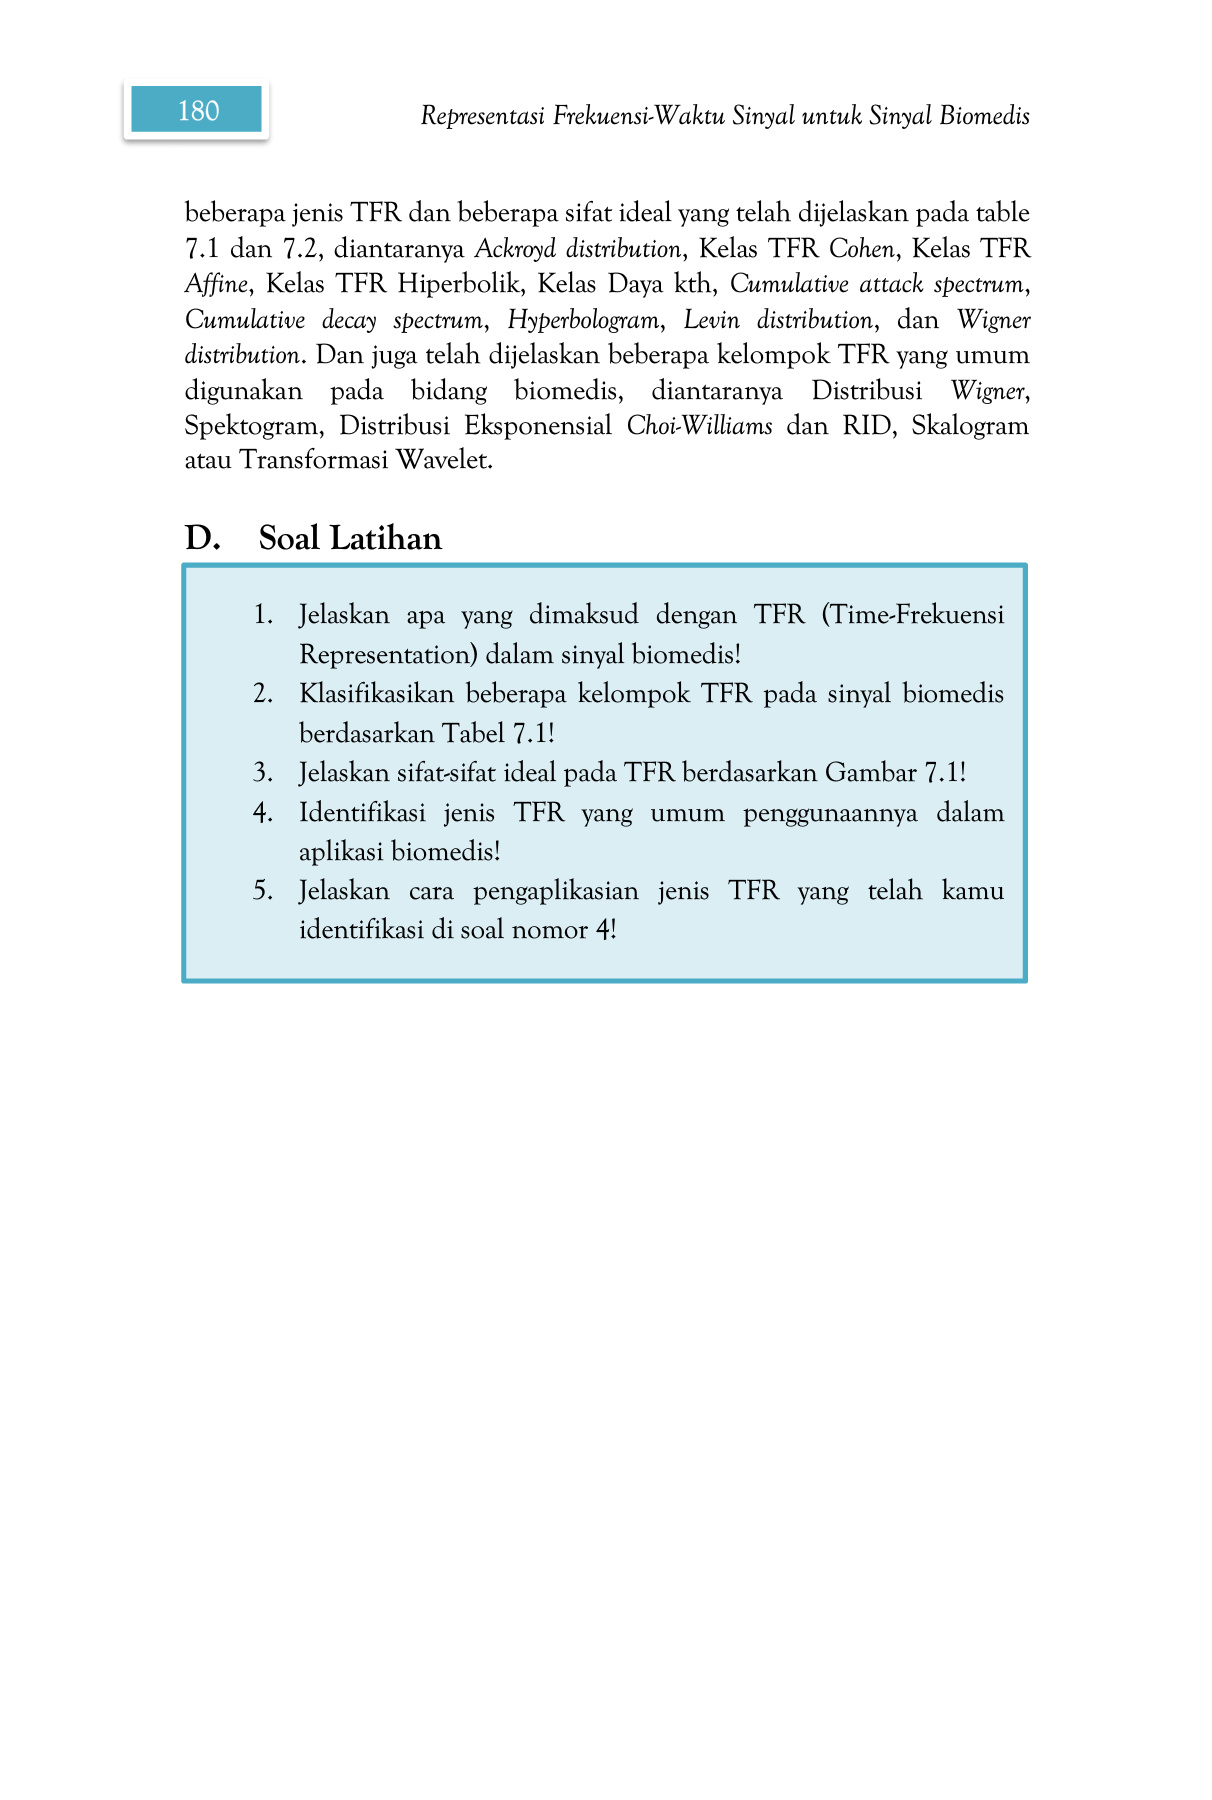 180
Representasi Frekuensi-Waktu Sinyal untuk Sinyal Biomedis
beberapa jenis TFR dan beberapa sifat ideal yang telah dijelaskan pada table
7.1 dan 7.2, diantaranya Ackroyd distribution, Kelas TFR Cohen, Kelas TFR
Affine, Kelas TFR Hiperbolik, Kelas Daya kth, Cumulative attack spectrum,
Cumulative decay spectrum, Hyperbologram, Levin distribution, dan Wigner
distribution. Dan juga telah dijelaskan beberapa kelompok TFR yang umum
digunakan pada bidang biomedis, diantaranya Distribusi Wigner,
Spektogram, Distribusi Eksponensial Choi-Williams dan RID, Skalogram
atau Transformasi Wavelet.
D. Soal Latihan
1. Jelaskan apa yang dimaksud dengan TFR (Time-Frekuensi
Representation) dalam sinyal biomedis!
2. Klasifikasikan beberapa kelompok TFR pada sinyal biomedis
berdasarkan Tabel 7.1!
3. Jelaskan sifat-sifat ideal pada TFR berdasarkan Gambar 7.1!
4. Identifikasi jenis TFR yang umum penggunaannya dalam
aplikasi biomedis!
5. Jelaskan cara pengaplikasian jenis TFR yang telah kamu
identifikasi di soal nomor 4!